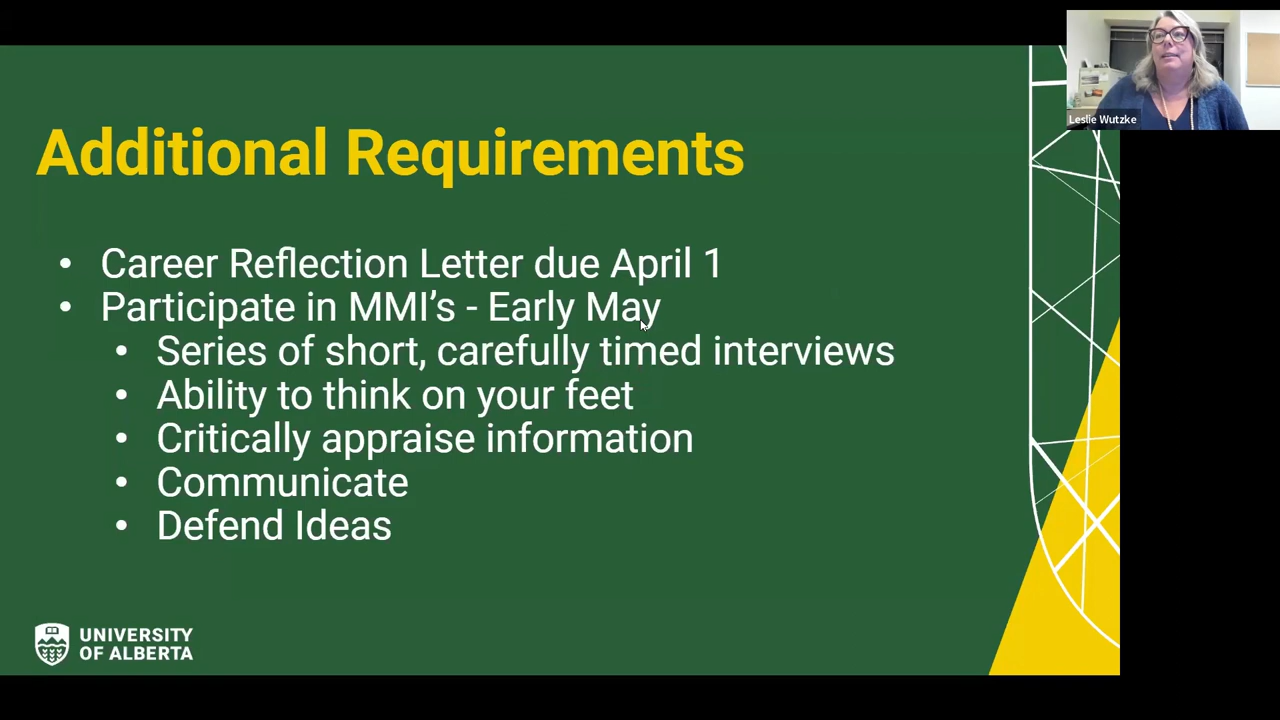 Leslie Wutzke
Additional Requirements
• Career Reflection Letter due April 1
• Participate in MMI's - Early May
• Series of short, carefully timed interviews
• Ability to think on your feet
• Critically appraise information
• Communicate
• Defend Ideas
UNIVERSITY
OF ALBERTA